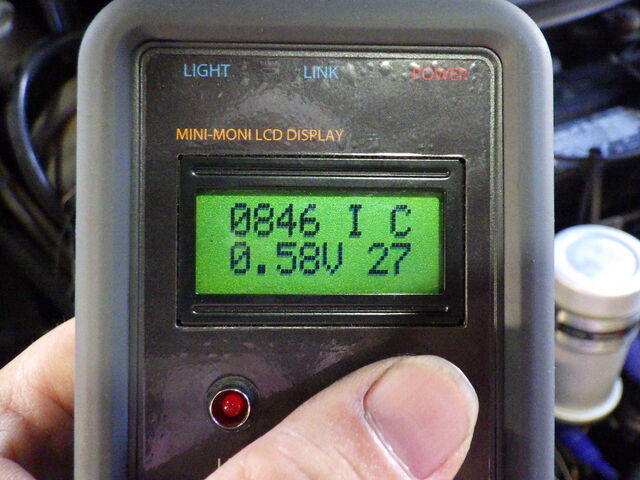 LIGHT LINK POWER
MINI-MONI LCD DISPLAY
0846 I C
0.58V 27